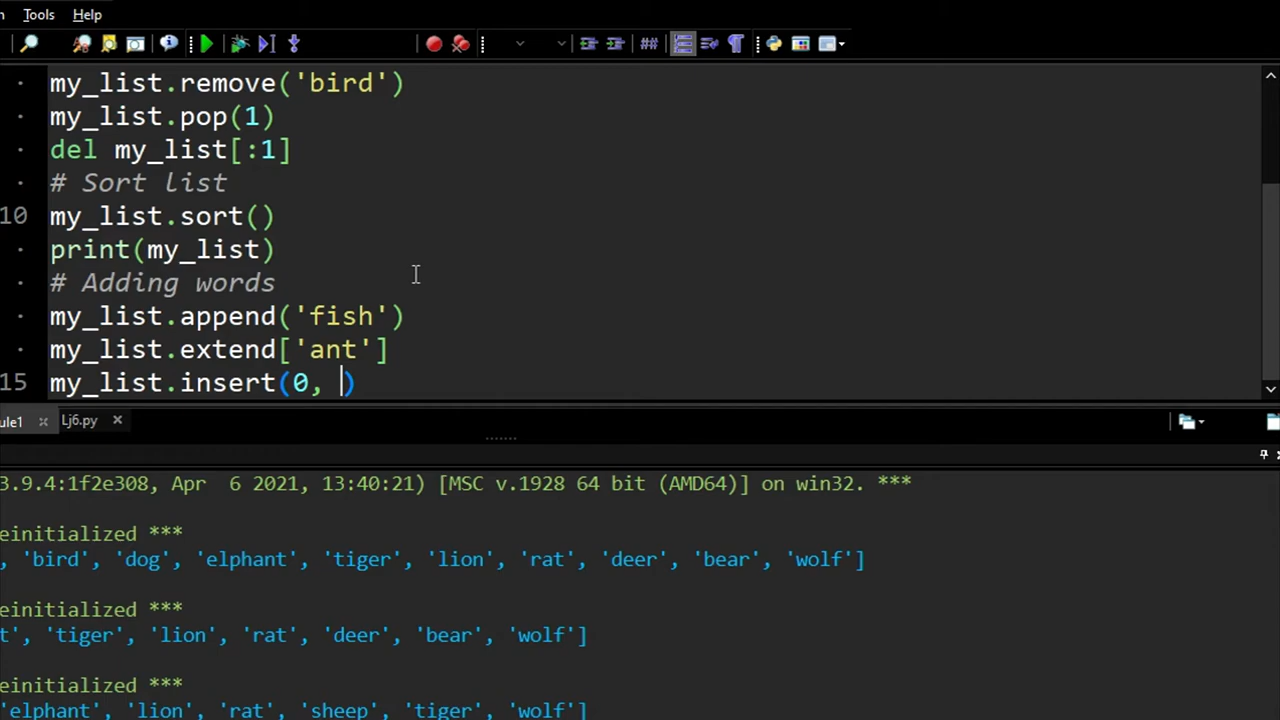 Tools Help
my_list.remove('bird')
my_list.pop(1)
del my_list[:1]
# Sort list
10 my_list.sort()
print(my_list)
# Adding words
my_list.append('fish')
my_list.extend['ant']
15 my_list.insert(0, )
ule1 Lj6.py
3.9.4:1f2e308, Apr 6 2021, 13:40:21) [MSC v.1928 64 bit (AMD64)] on win32. ***
einitialized ***
, 'bird', 'dog', 'elphant', 'tiger', 'lion', 'rat', 'deer', 'bear', 'wolf']
einitialized ***
t', 'tiger', 'lion', 'rat', 'deer', 'bear', 'wolf']
einitialized ***
'elphant', 'lion', 'rat', 'sheep', 'tiger', 'wolf']